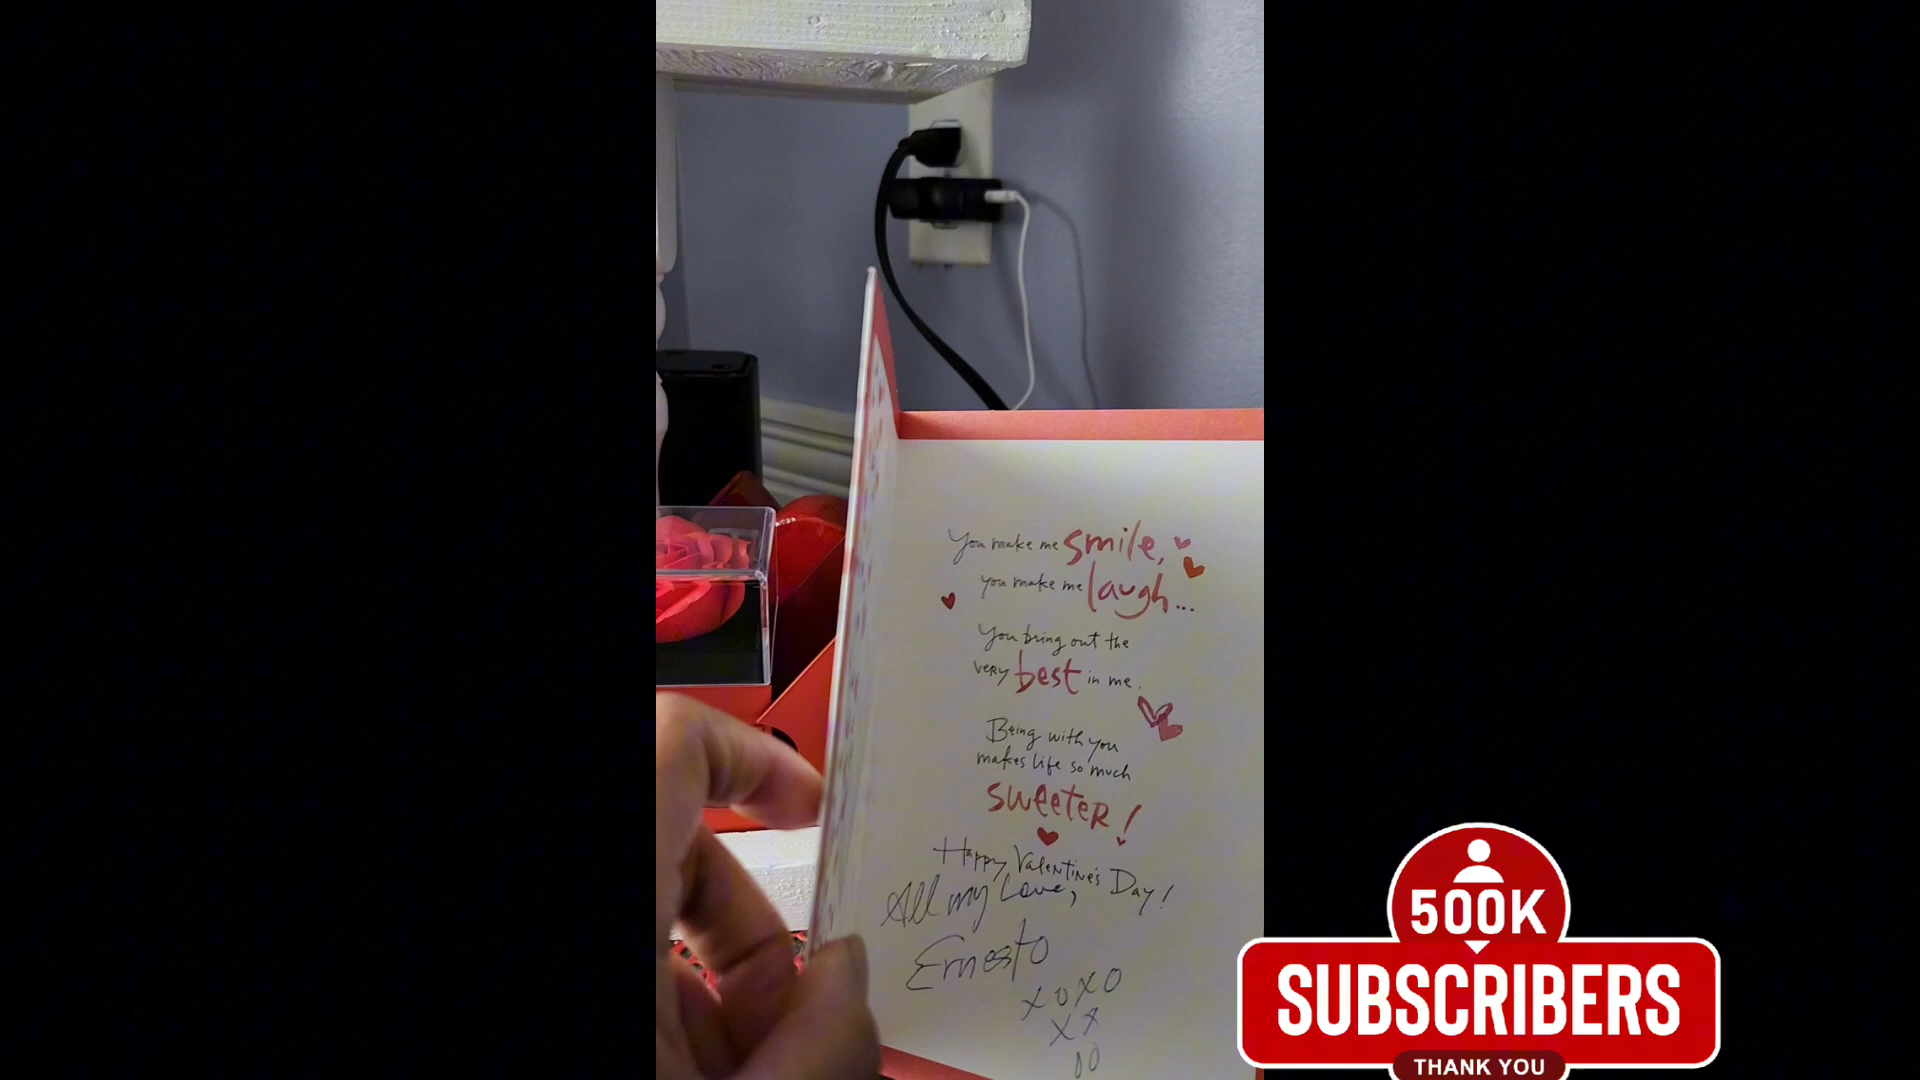 You make me smile,
you make me laugh...
You bring out the
very best in me.
Being with you
makes life so much
sweeter!
Happy Valentine's Day!
All my Love,
Ernesto
XOXO
XX
00
500K
SUBSCRIBERS
THANK YOU